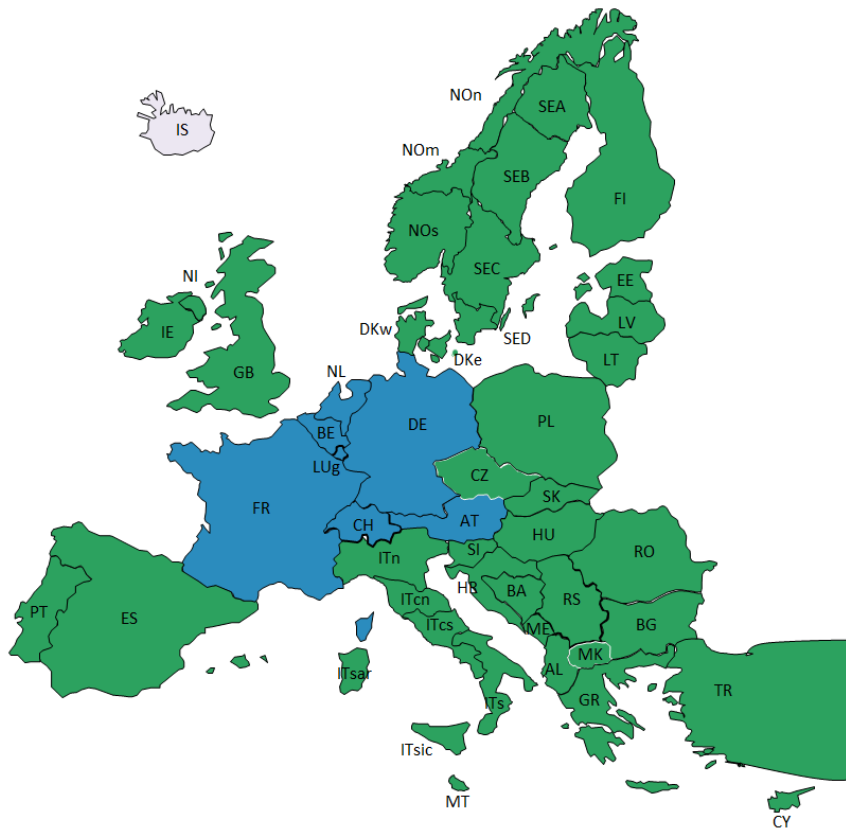 NOn
SEA
IS
NOm
SEB
FI
NOs
SEC
NI
EE
IE
LV
DKw
SED
LT
DKe
GB
NL
BE
DE
PL
LUg
CZ
SK
FR
CH
AT
HU
SI
ITn
RO
HR
BA
ITcn
RS
PT
ES
ITcs
ME
BG
MK
ITsar
AL
TR
ITs
GR
ITsic
MT
CY